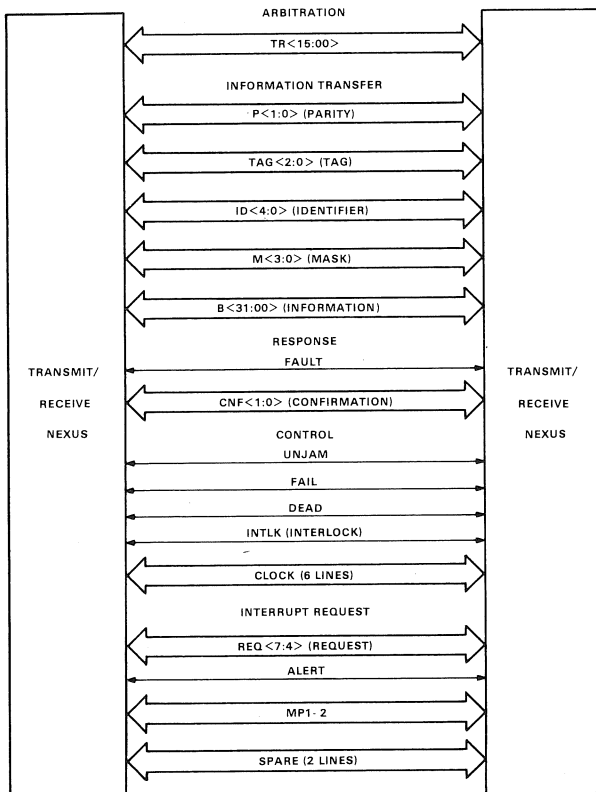 ARBITRATION
TR<15:00>
INFORMATION TRANSFER
P<1:0> (PARITY)
TAG<2:0> (TAG)
ID<4:0> (IDENTIFIER)
M<3:0> (MASK)
B<31:00> (INFORMATION)
RESPONSE
FAULT
TRANSMIT/
RECEIVE
NEXUS
TRANSMIT/
RECEIVE
NEXUS
CNF<1:0> (CONFIRMATION)
CONTROL
UNJAM
FAIL
DEAD
INTLK (INTERLOCK)
CLOCK (6 LINES)
INTERRUPT REQUEST
REQ<7:4> (REQUEST)
ALERT
MP1-2
SPARE (2 LINES)